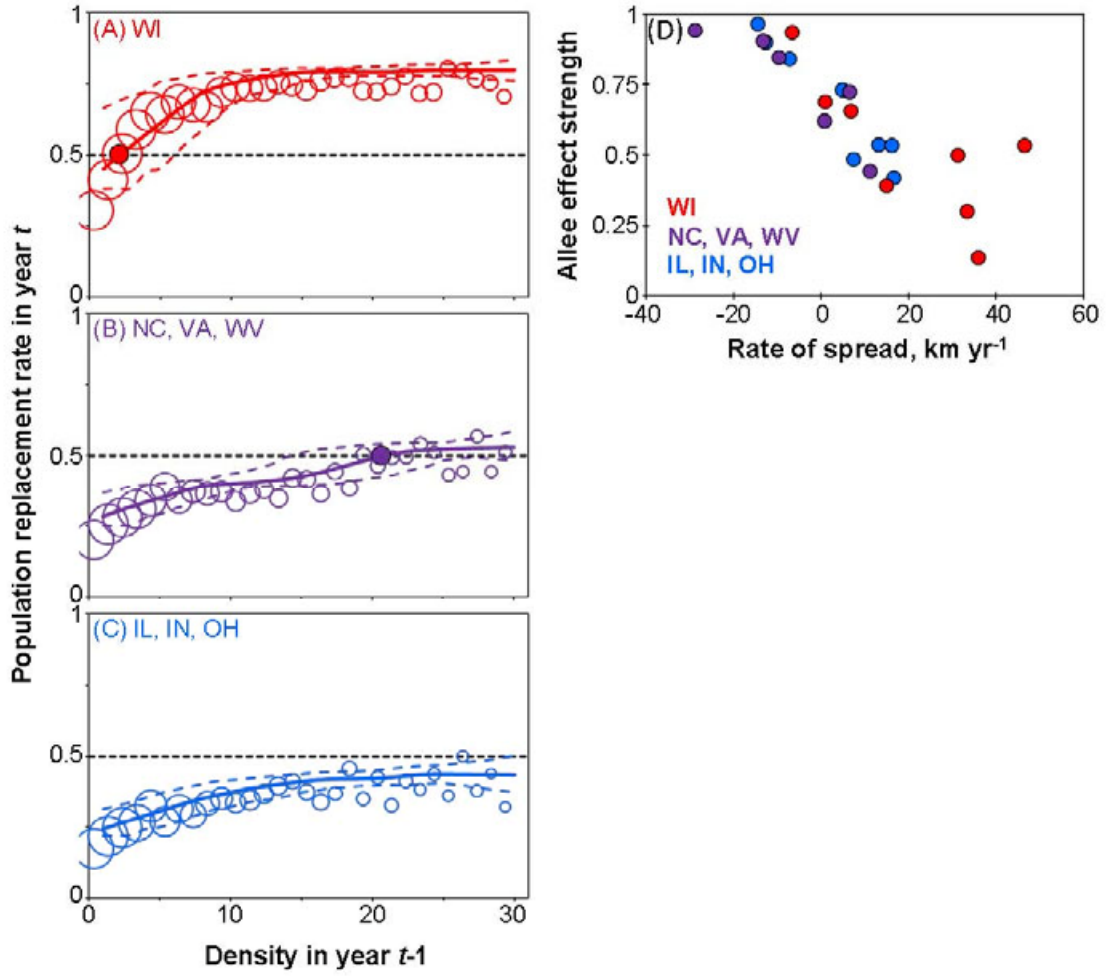 Population replacement rate in year t
1
(A) WI
0.5
0
(B) NC, VA, WV
0.5
0
1
(C) IL, IN, OH
0.5
0
0 10 20 30
Density in year t-1
Allee effect strength
1
(D)
0.75
0.5
0.25
0
WI
NC, VA, WV
IL, IN, OH
-40 -20 0 20 40 60
Rate of spread, km yr⁻¹